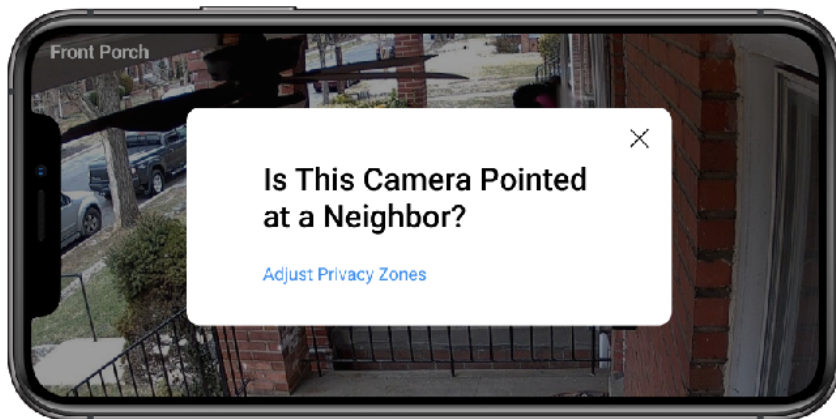 Front Porch
Is This Camera Pointed
at a Neighbor?
Adjust Privacy Zones